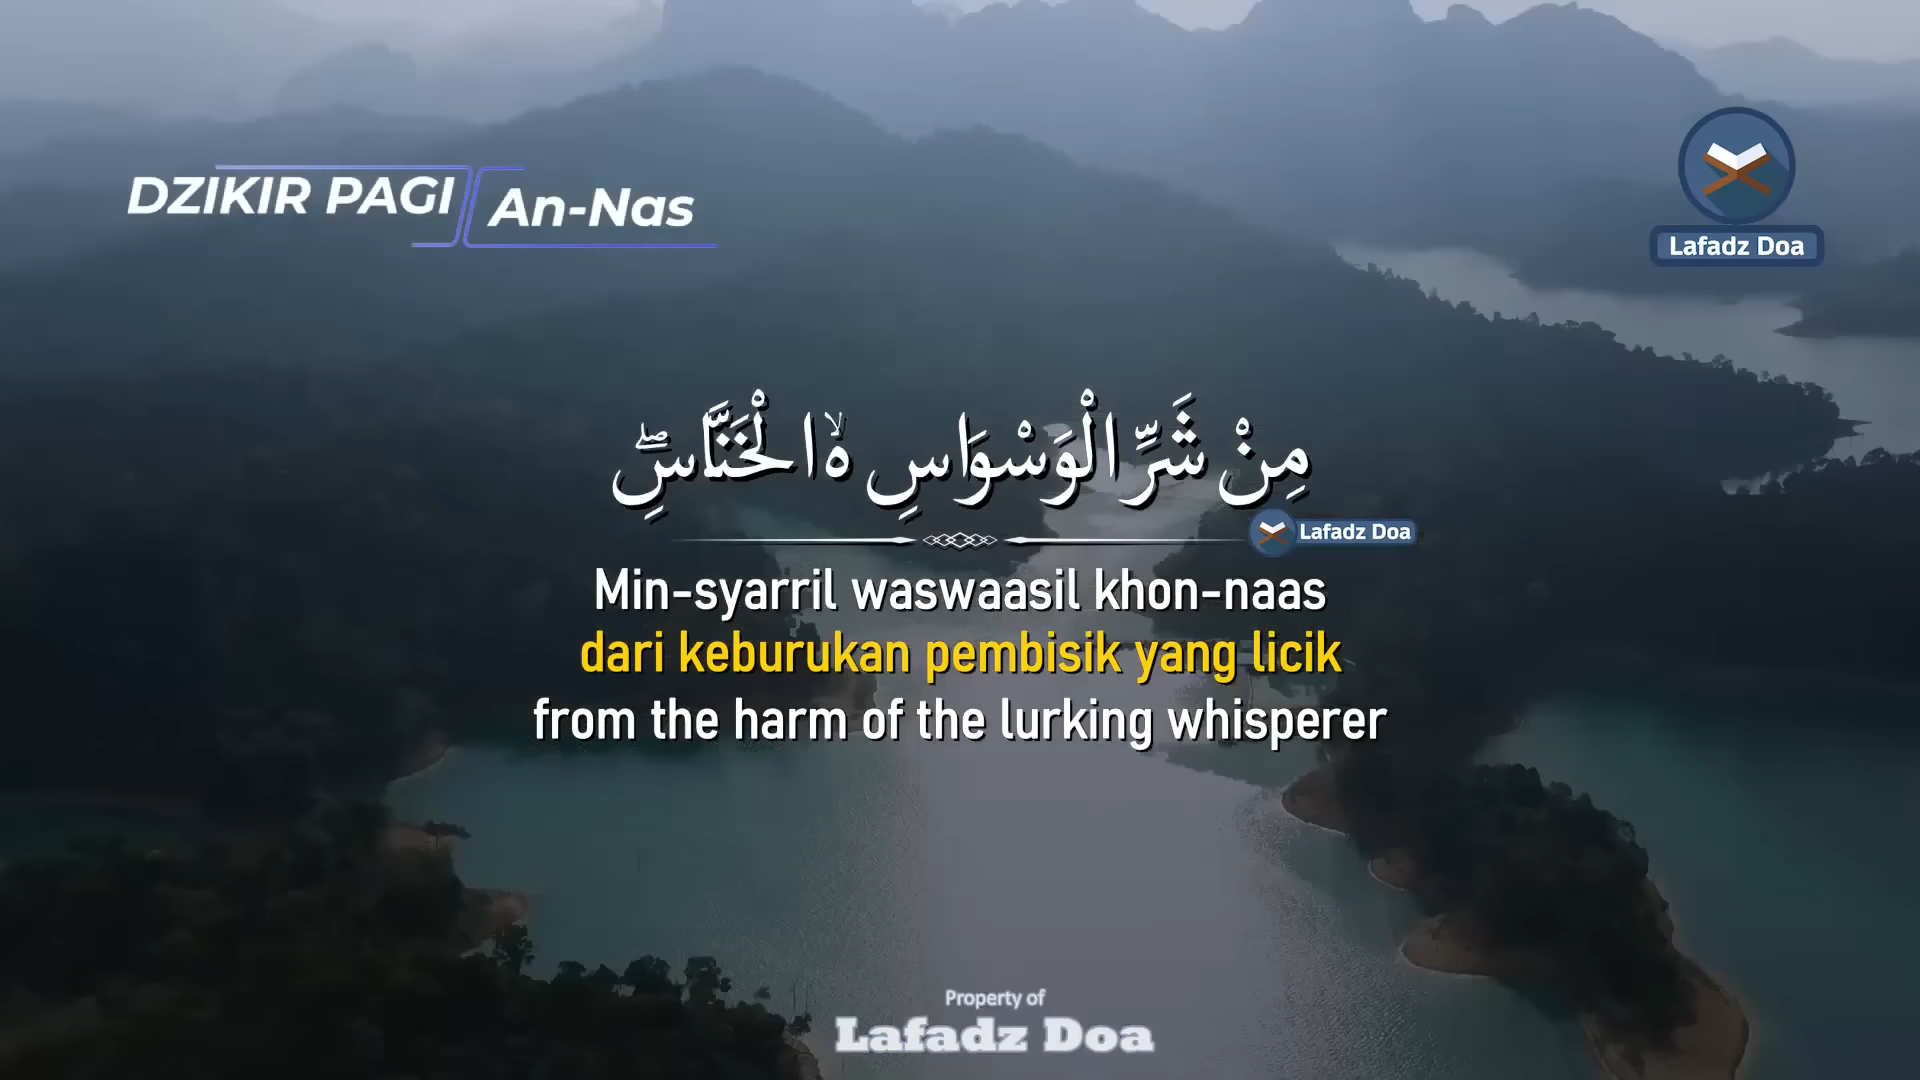 DZIKIR PAGI
An-Nas
Lafadz Doa
مِنْ شَرِّ الْوَسْوَاسِ ەۙ الْخَنَّاسِۖ
Lafadz Doa
Min-syarril waswaasil khon-naas
dari keburukan pembisik yang licik
from the harm of the lurking whisperer
Property of
Lafadz Doa